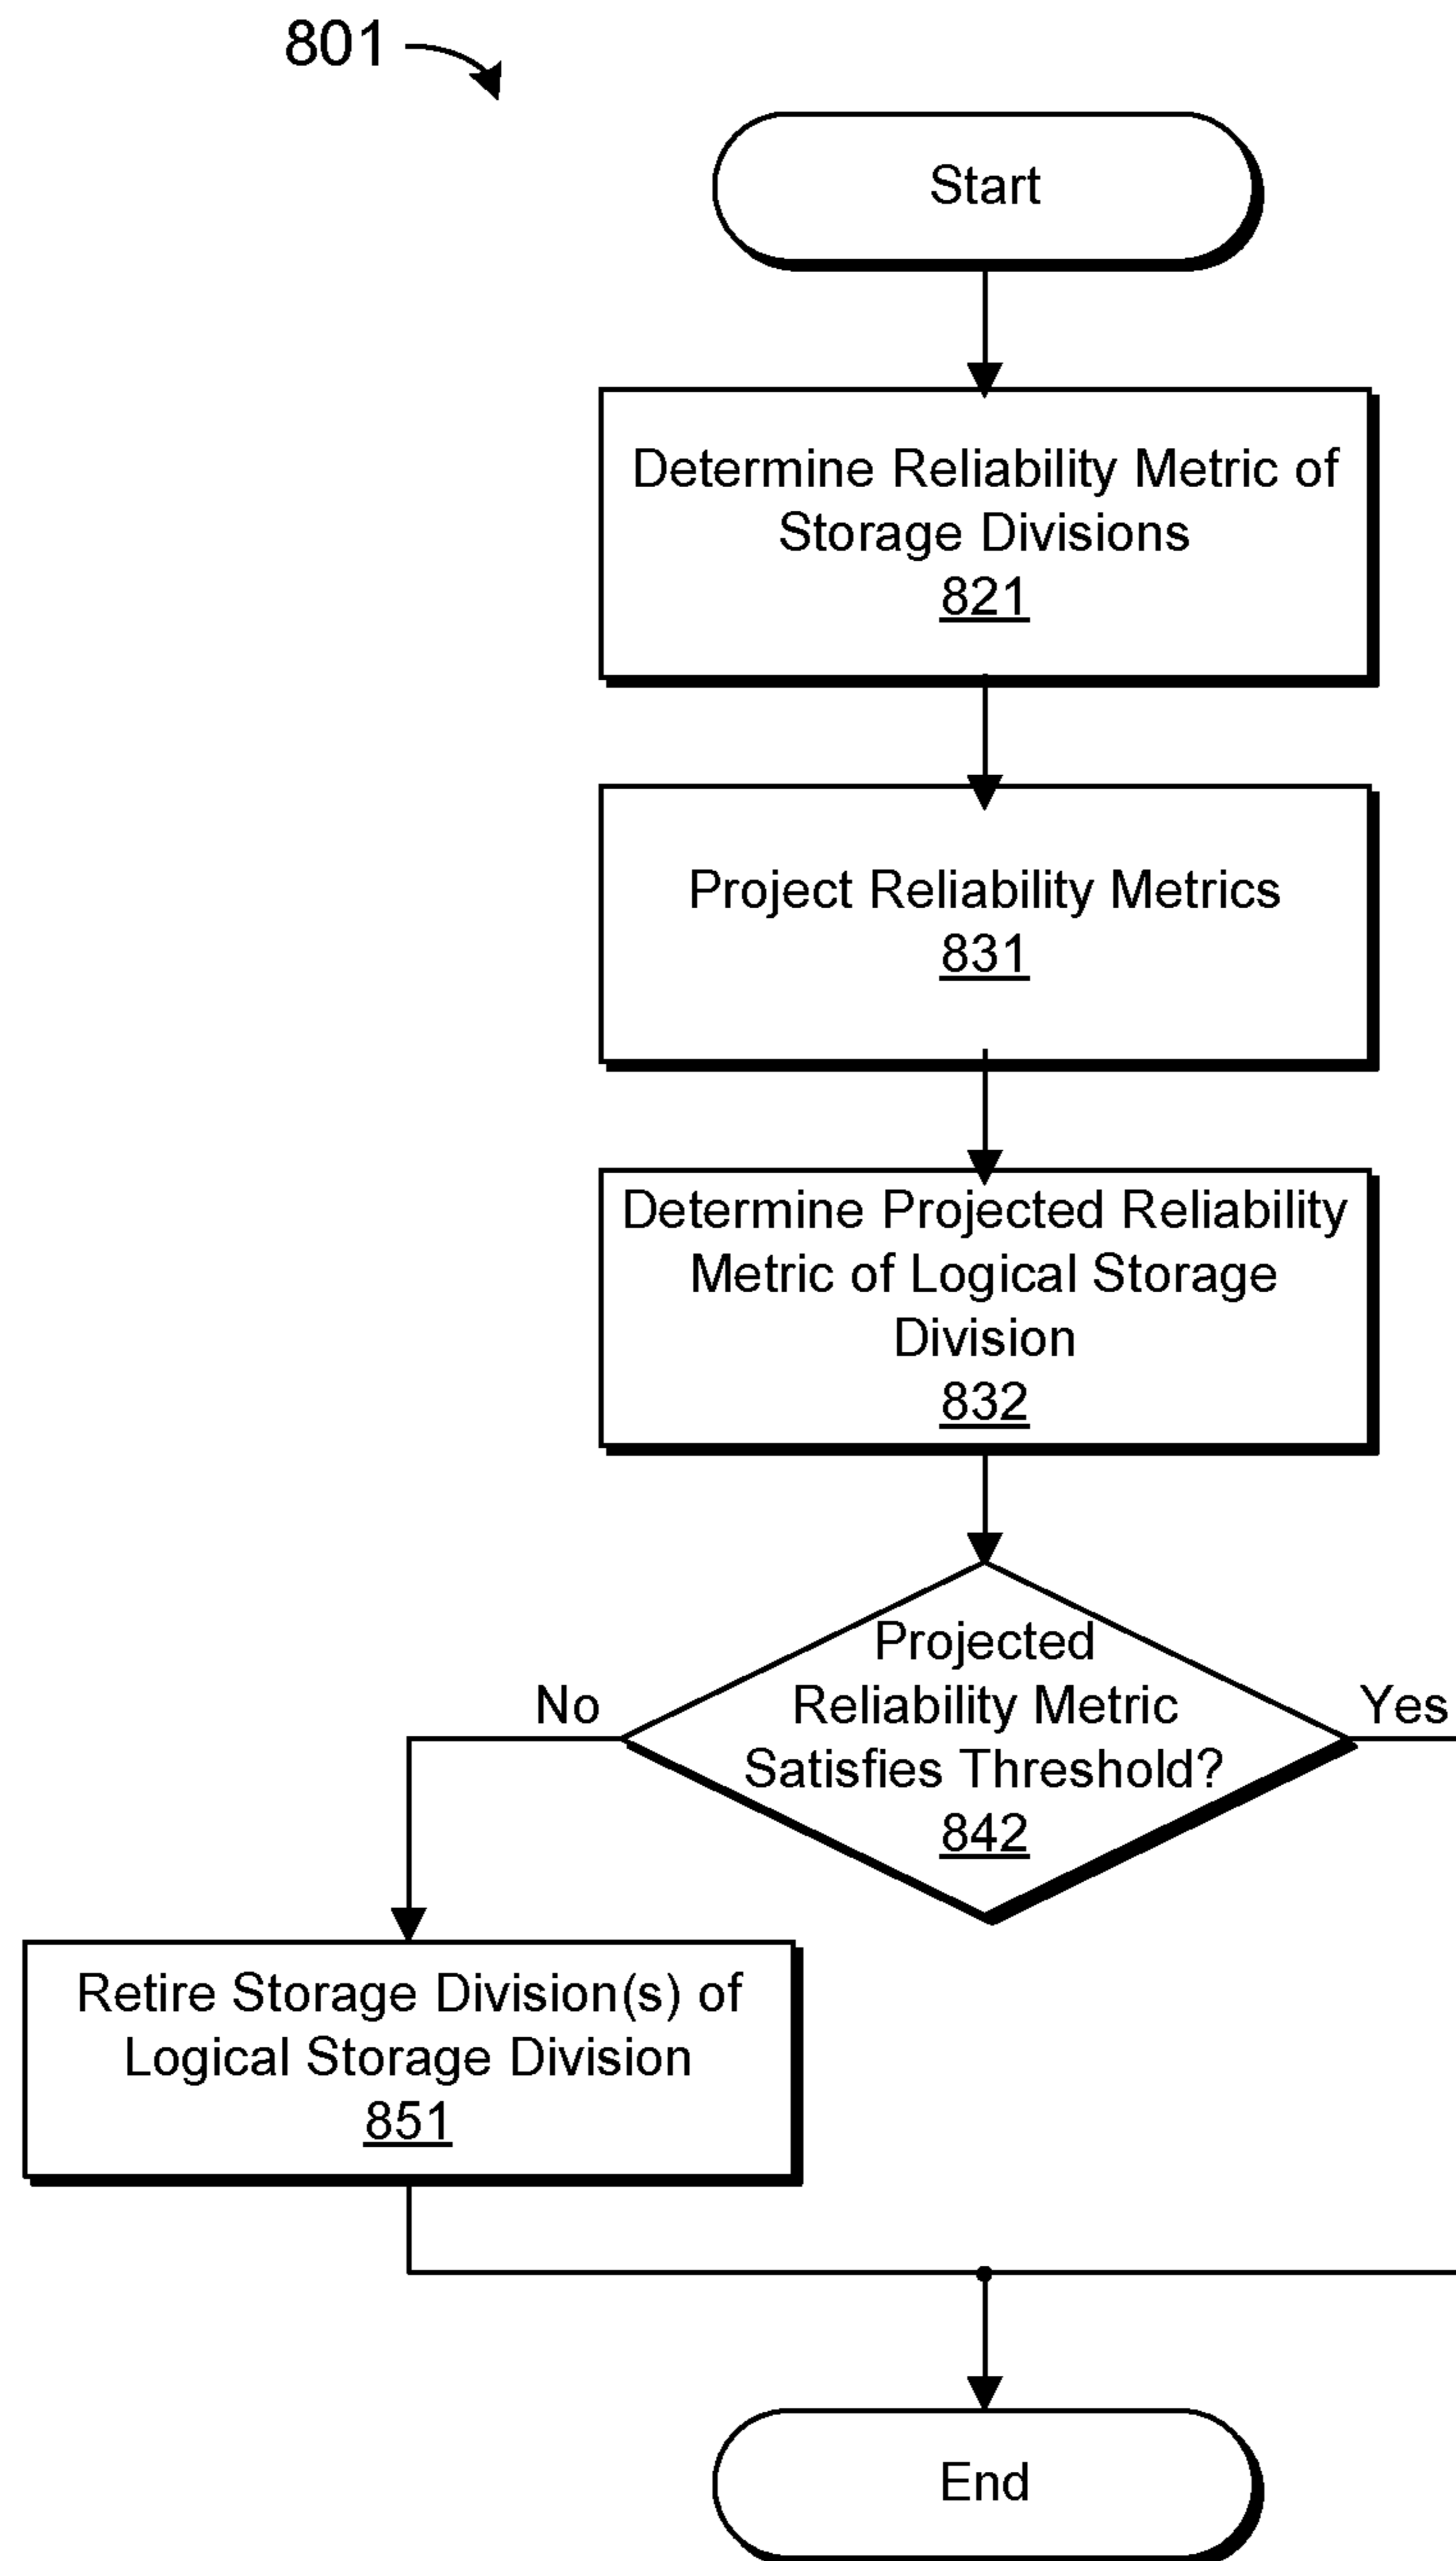 801
Start
Determine Reliability Metric of
Storage Divisions
821
Project Reliability Metrics
831
Determine Projected Reliability
Metric of Logical Storage
Division
832
Projected
Reliability Metric
Satisfies Threshold?
842
No
Yes
Retire Storage Division(s) of
Logical Storage Division
851
End